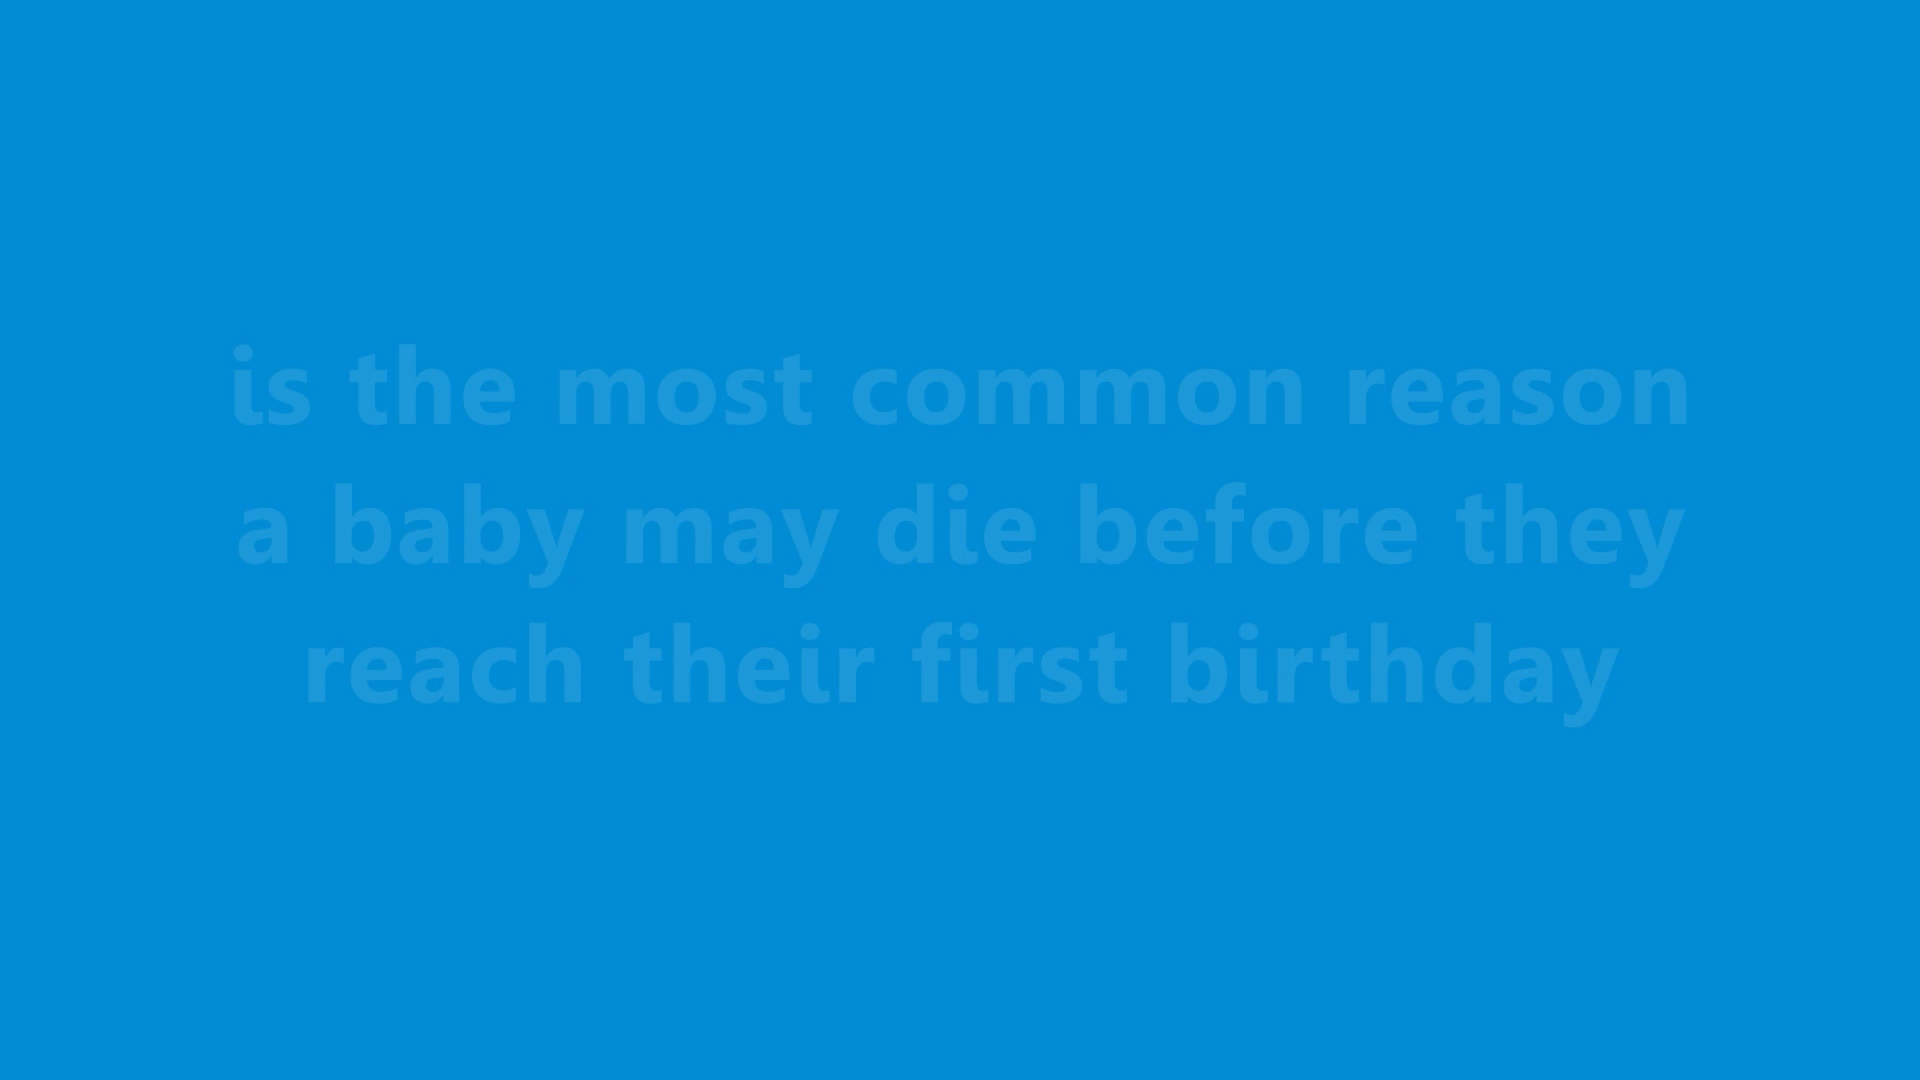 is the most common reason
a baby may die before they
reach their first birthday